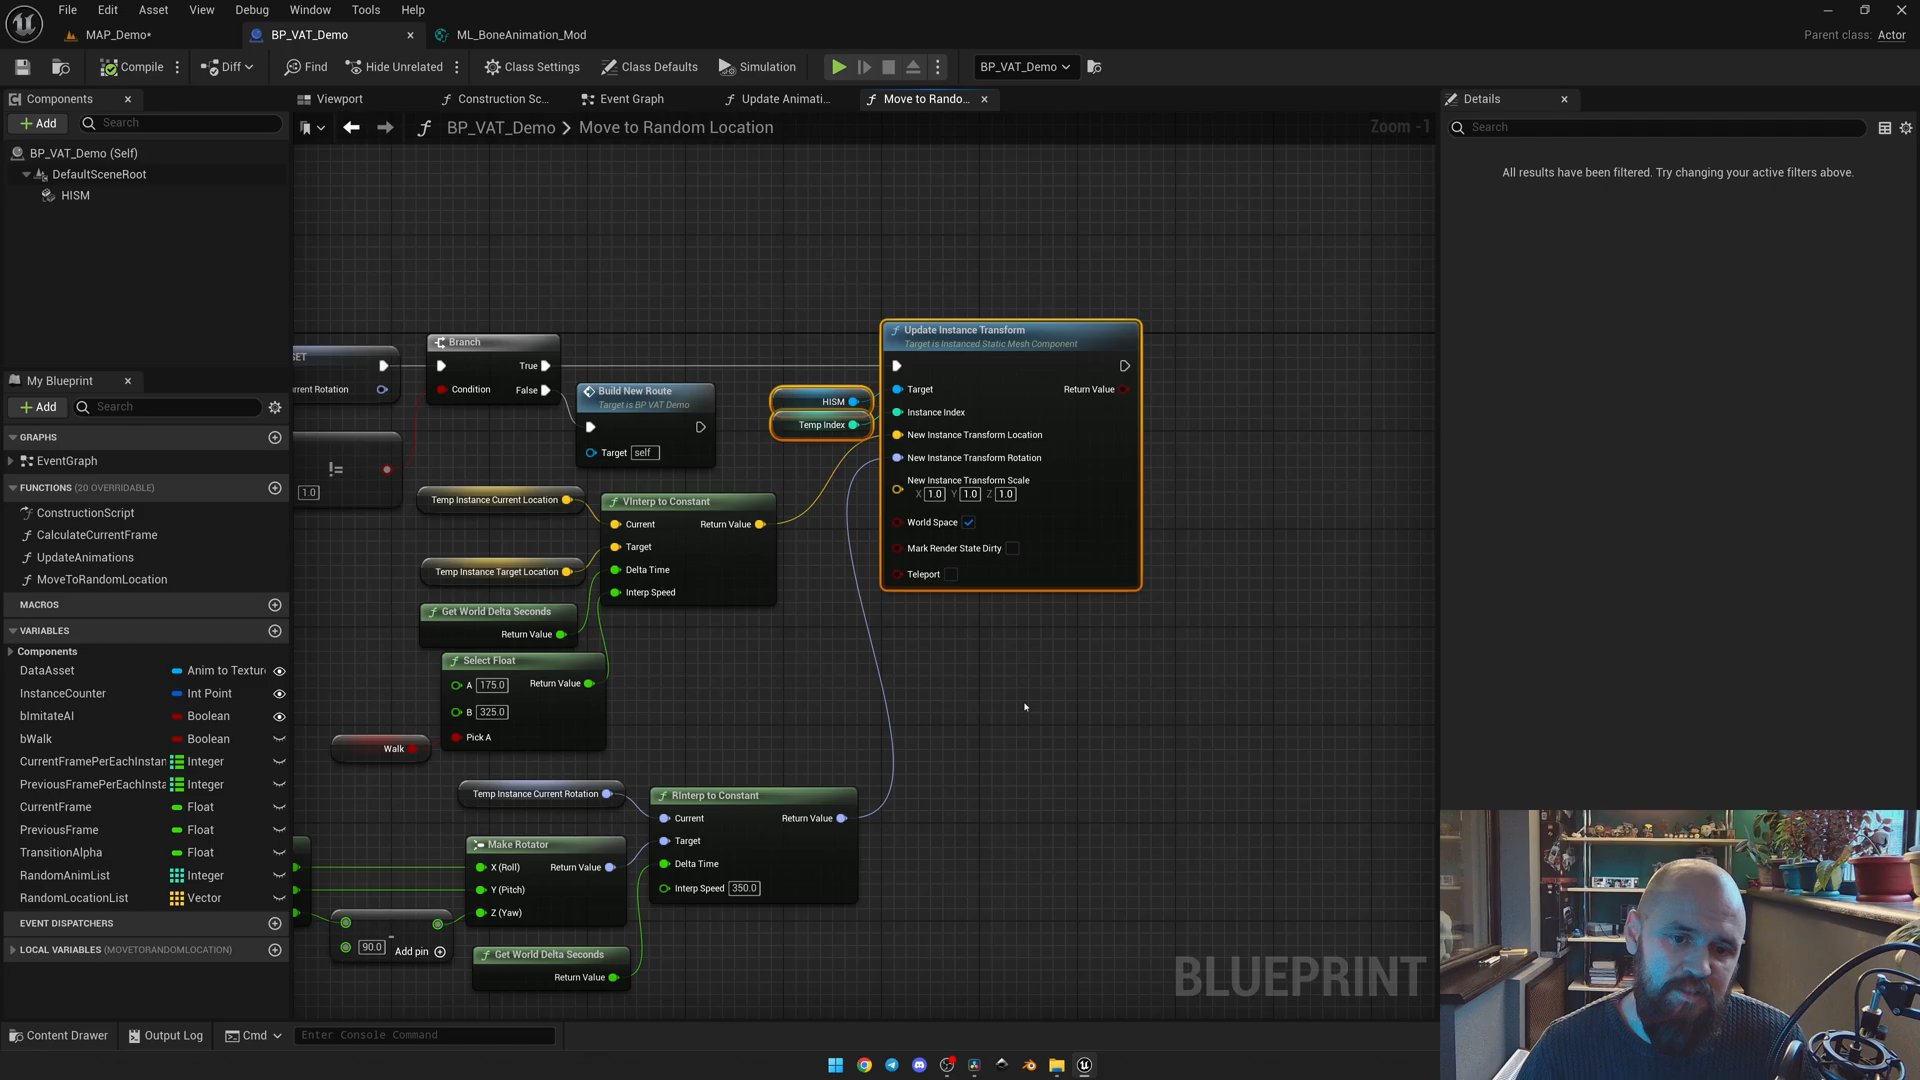 File Edit Asset View Debug Window Tools Help
MAP_Demo* BP_VAT_Demo ML_BoneAnimation_Mod
Parent class: Actor
Compile Diff Find Hide Unrelated Class Settings Class Defaults Simulation BP_VAT_Demo
Components
Add Search
BP_VAT_Demo (Self)
DefaultSceneRoot
HISM
My Blueprint
Add Search
GRAPHS
EventGraph
FUNCTIONS (20 OVERRIDABLE)
ConstructionScript
CalculateCurrentFrame
UpdateAnimations
MoveToRandomLocation
MACROS
VARIABLES
Components
DataAsset Anim to Textur
InstanceCounter Int Point
bImitateAI Boolean
bWalk Boolean
CurrentFramePerEachInstan Integer
PreviousFramePerEachInsta Integer
CurrentFrame Float
PreviousFrame Float
TransitionAlpha Float
RandomAnimList Integer
RandomLocationList Vector
EVENT DISPATCHERS
LOCAL VARIABLES (MOVETORANDOMLOCATION)
Viewport Construction Sc... Event Graph Update Animati... Move to Rando...
BP_VAT_Demo > Move to Random Location
Zoom -1
SET
urrent Rotation
!=
1.0
Branch
True
Condition False
Build New Route
Target is BP VAT Demo
Target self
HISM
Temp Index
Update Instance Transform
Target is Instanced Static Mesh Component
Target Return Value
Instance Index
New Instance Transform Location
New Instance Transform Rotation
New Instance Transform Scale
X 1.0 Y 1.0 Z 1.0
World Space
Mark Render State Dirty
Teleport
Temp Instance Current Location
Temp Instance Target Location
VInterp to Constant
Current Return Value
Target
Delta Time
Interp Speed
Get World Delta Seconds
Return Value
Select Float
A 175.0 Return Value
B 325.0
Pick A
Walk
Temp Instance Current Rotation
RInterp to Constant
Current Return Value
Target
Delta Time
Interp Speed 350.0
Make Rotator
X (Roll) Return Value
Y (Pitch)
Z (Yaw)
-
90.0 Add pin
Get World Delta Seconds
Return Value
BLUEPRINT
Details
Search
All results have been filtered. Try changing your active filters above.
Content Drawer Output Log Cmd Enter Console Command